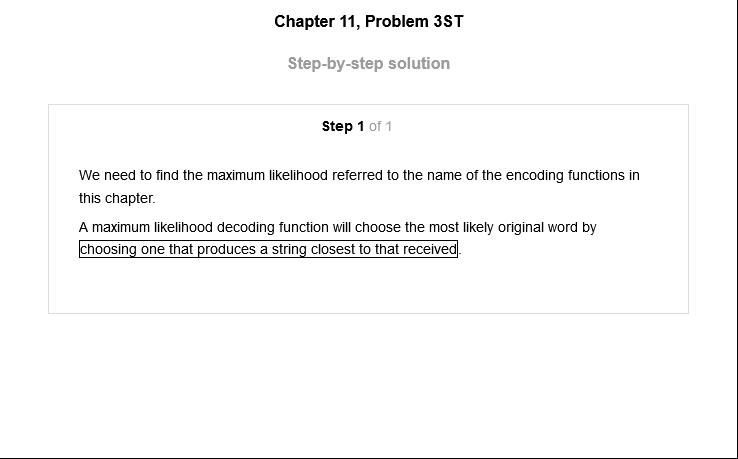 Chapter 11, Problem 3ST
Step-by-step solution
Step 1 of 1
We need to find the maximum likelihood referred to the name of the encoding functions in
this chapter.
A maximum likelihood decoding function will choose the most likely original word by
choosing one that produces a string closest to that received.